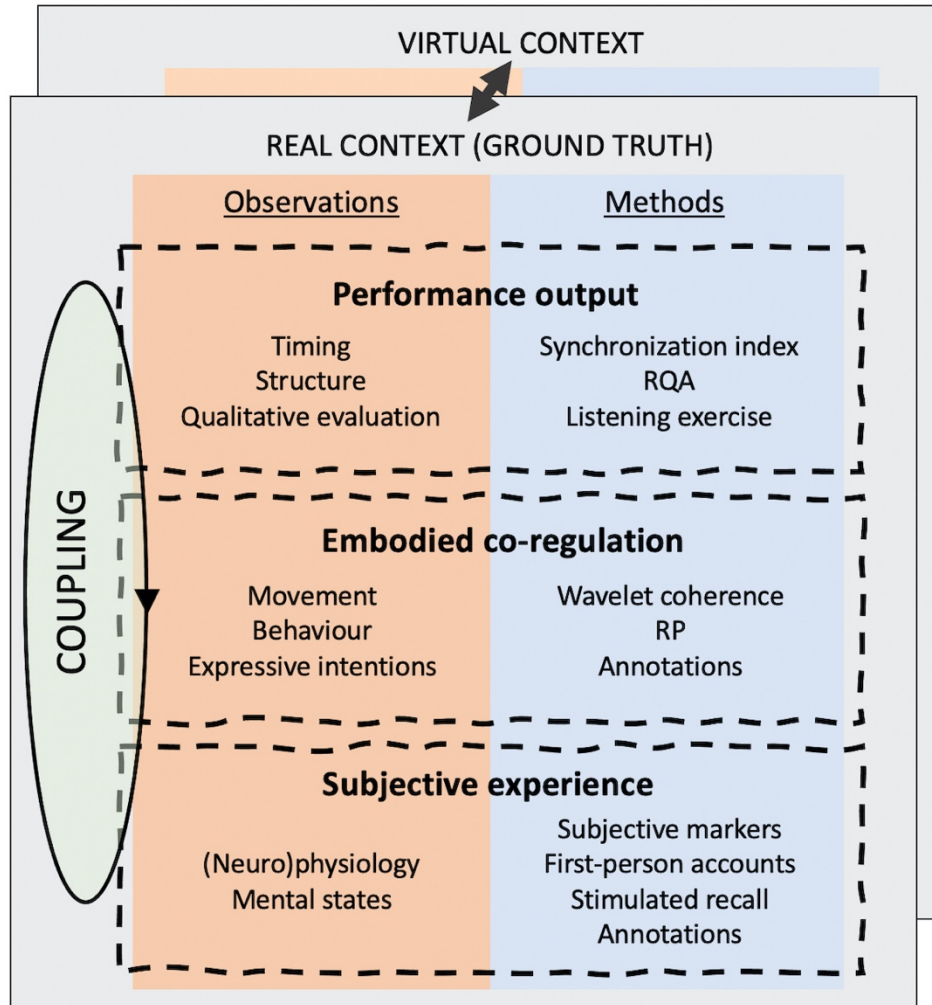 VIRTUAL CONTEXT
REAL CONTEXT (GROUND TRUTH)
Observations
Methods
Performance output
Timing
Structure
Qualitative evaluation
Synchronization index
RQA
Listening exercise
COUPLING
Embodied co-regulation
Movement
Behaviour
Expressive intentions
Wavelet coherence
RP
Annotations
Subjective experience
(Neuro)physiology
Mental states
Subjective markers
First-person accounts
Stimulated recall
Annotations